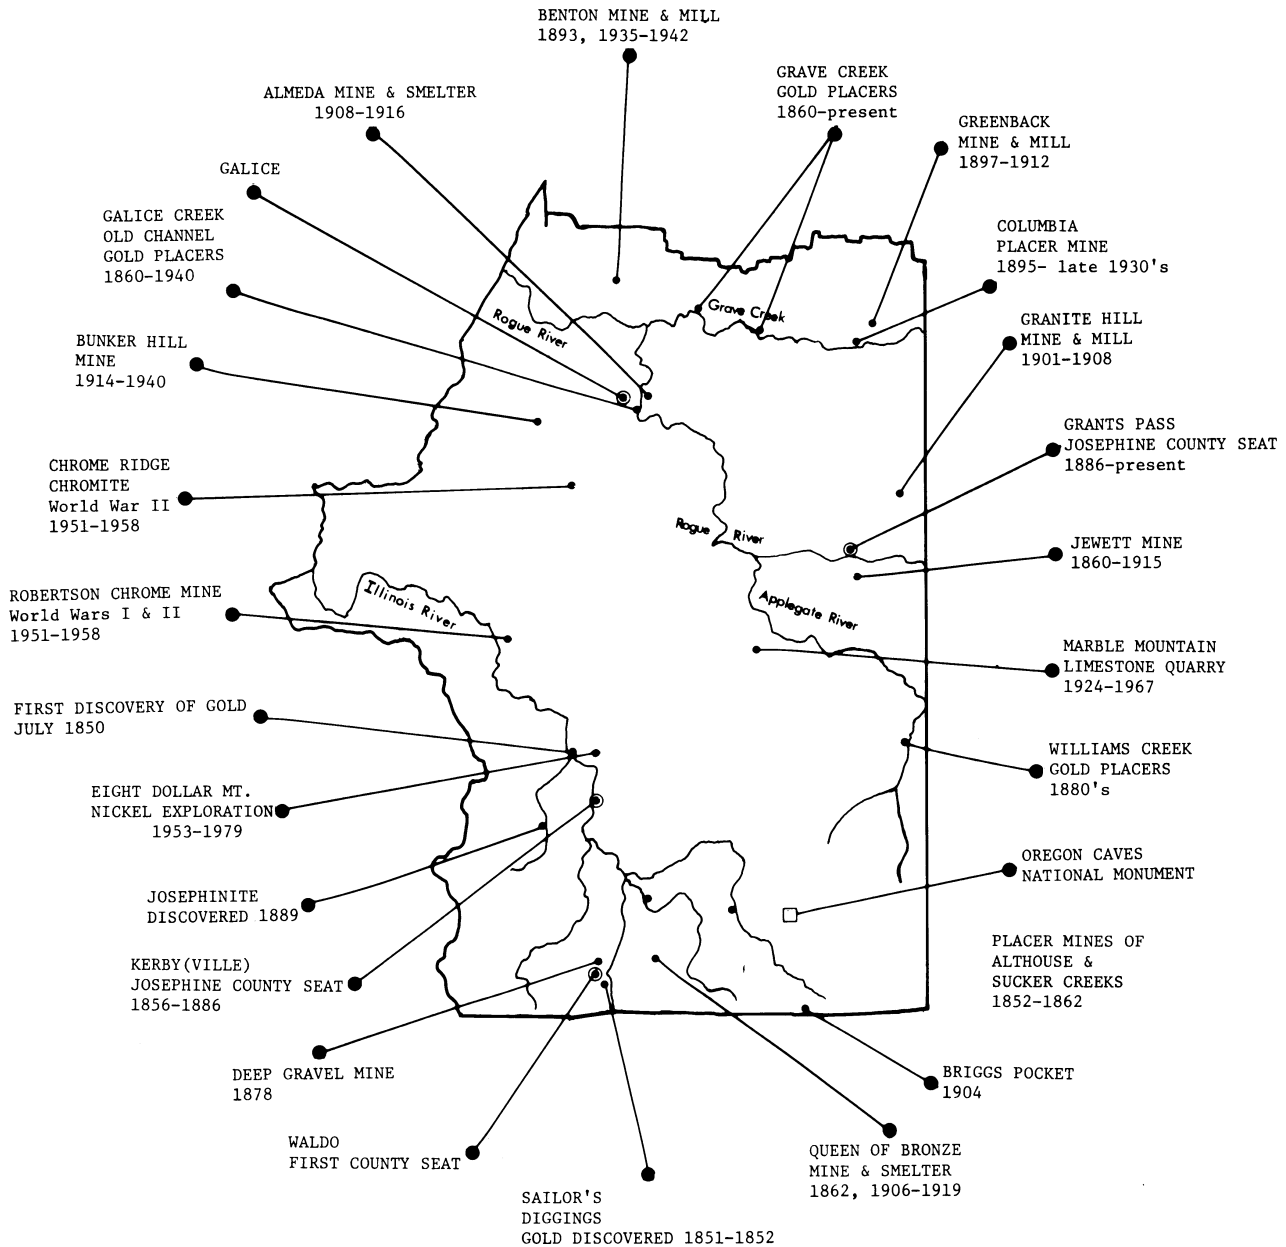 BENTON MINE & MILL
1893, 1935-1942
ALMEDA MINE & SMELTER
1908-1916
GRAVE CREEK
GOLD PLACERS
1860-present
GREENBACK
MINE & MILL
1897-1912
GALICE
GALICE CREEK
OLD CHANNEL
GOLD PLACERS
1860-1940
COLUMBIA
PLACER MINE
1895- late 1930's
Rogue River
Grave Creek
GRANITE HILL
MINE & MILL
1901-1908
BUNKER HILL
MINE
1914-1940
GRANTS PASS
JOSEPHINE COUNTY SEAT
1886-present
CHROME RIDGE
CHROMITE
World War II
1951-1958
Rogue River
JEWETT MINE
1860-1915
ROBERTSON CHROME MINE
World Wars I & II
1951-1958
Illinois River
Applegate River
MARBLE MOUNTAIN
LIMESTONE QUARRY
1924-1967
FIRST DISCOVERY OF GOLD
JULY 1850
WILLIAMS CREEK
GOLD PLACERS
1880's
EIGHT DOLLAR MT.
NICKEL EXPLORATION
1953-1979
OREGON CAVES
NATIONAL MONUMENT
JOSEPHINITE
DISCOVERED 1889
PLACER MINES OF
ALTHOUSE &
SUCKER CREEKS
1852-1862
KERBY(VILLE)
JOSEPHINE COUNTY SEAT
1856-1886
DEEP GRAVEL MINE
1878
BRIGGS POCKET
1904
WALDO
FIRST COUNTY SEAT
QUEEN OF BRONZE
MINE & SMELTER
1862, 1906-1919
SAILOR'S
DIGGINGS
GOLD DISCOVERED 1851-1852